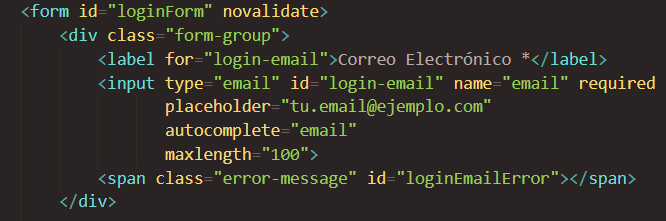 <form id="loginForm" novalidate>
<div class="form-group">
<label for="login-email">Correo Electrónico *</label>
<input type="email" id="login-email" name="email" required
placeholder="tu.email@ejemplo.com"
autocomplete="email"
maxlength="100">
<span class="error-message" id="loginEmailError"></span>
</div>